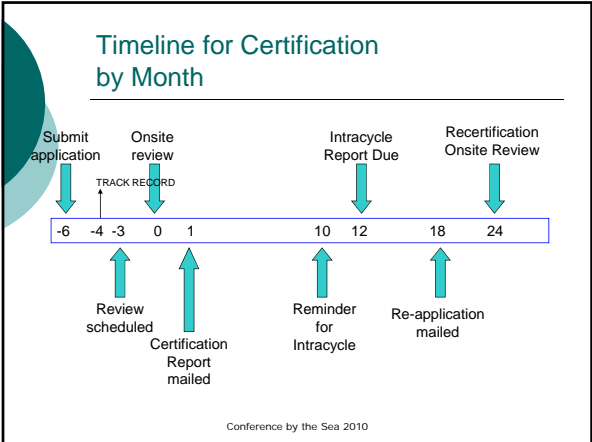 Timeline for Certification
by Month
Submit
application
Onsite
review
Intracycle
Report Due
Recertification
Onsite Review
TRACK RECORD
-6 -4 -3 0 1 10 12 18 24
Review
scheduled
Certification
Report
mailed
Reminder
for
Intracycle
Re-application
mailed
Conference by the Sea 2010